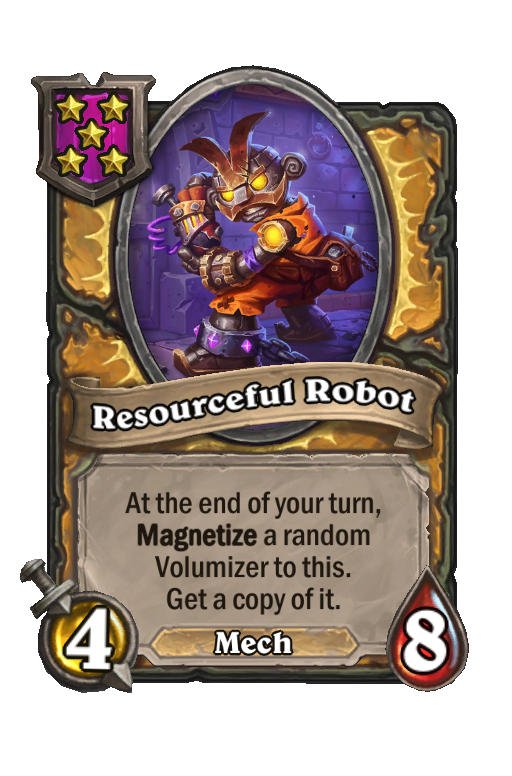 Resourceful Robot
At the end of your turn,
Magnetize a random
Volumizer to this.
Get a copy of it.
4
Mech
8